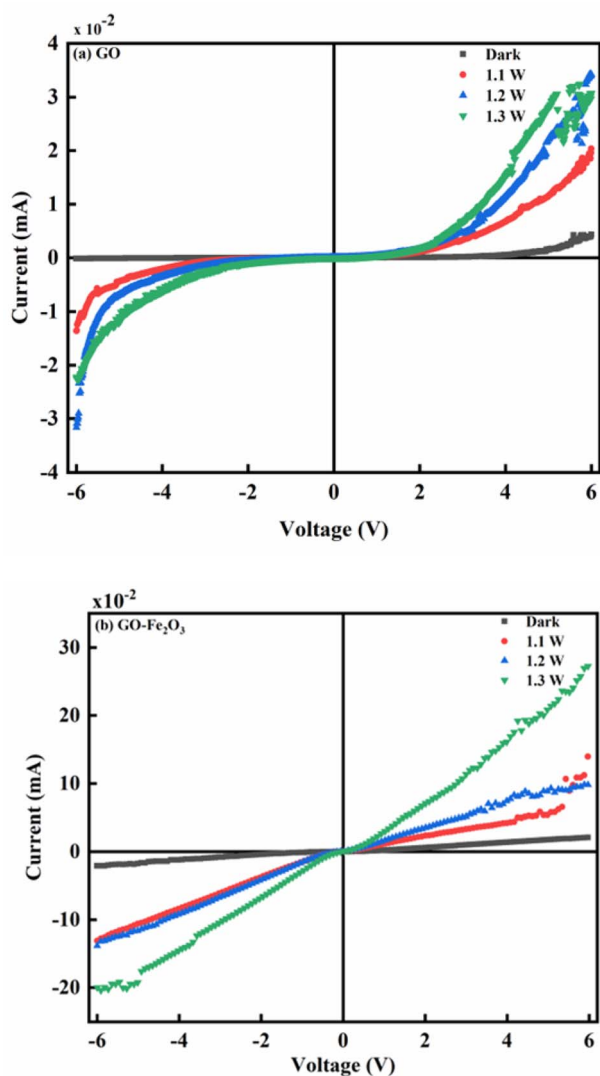 x 10-2
4
(a) GO
Dark
1.1 W
1.2 W
1.3 W
3
2
1
0
-1
-2
-3
-4
Current (mA)
-6 -4 -2 0 2 4 6
Voltage (V)
x10-2
(b) GO-Fe2O3
Dark
1.1 W
1.2 W
1.3 W
30
20
10
0
-10
-20
Current (mA)
-6 -4 -2 0 2 4 6
Voltage (V)